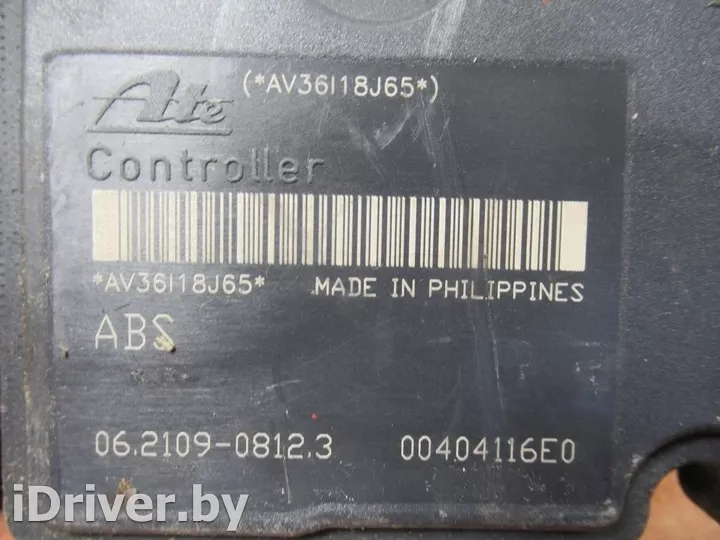 (*AV36I18J65*)
Ate
Controller
*AV36I18J65* MADE IN PHILIPPINES
ABS
06.2109-0812.3 00404116E0
iDriver.by